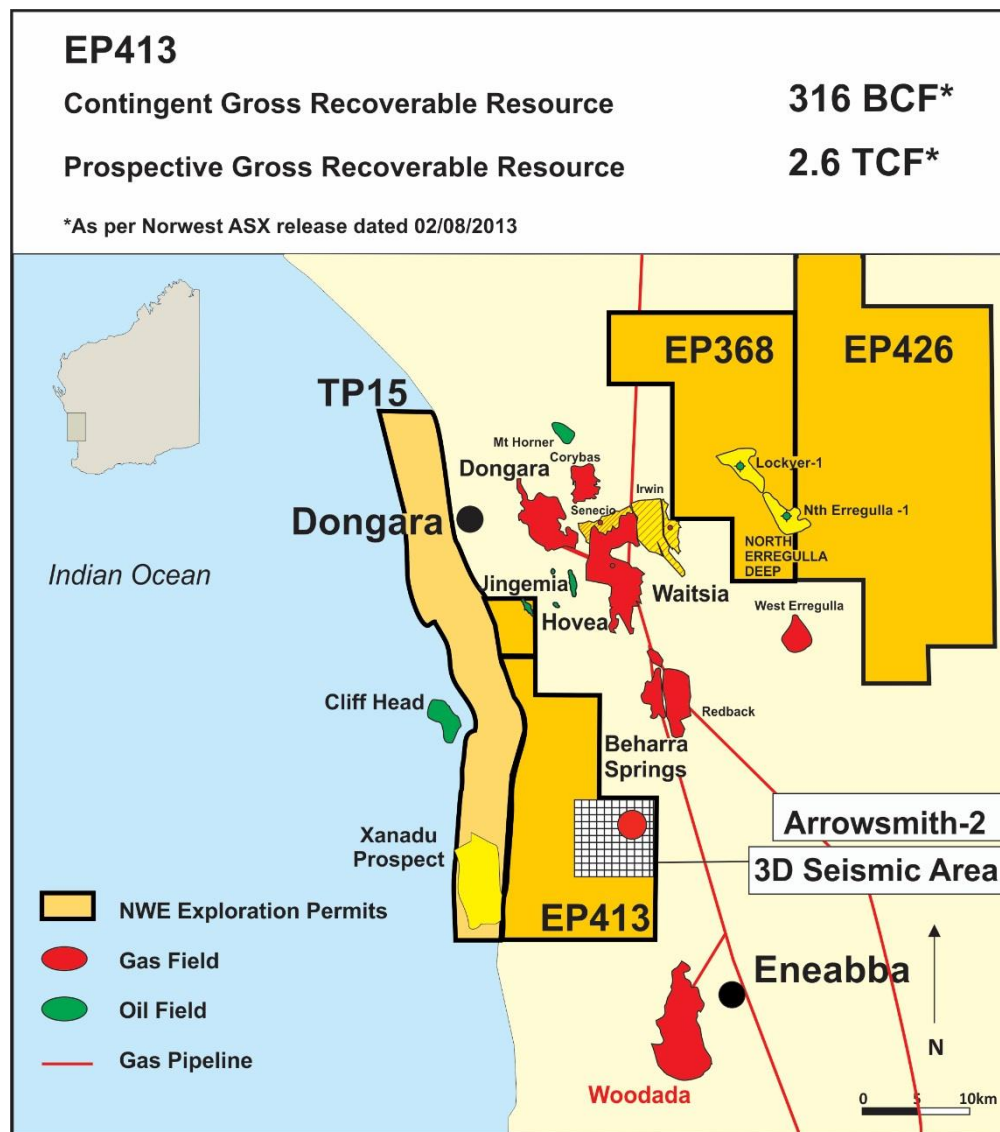 EP413
Contingent Gross Recoverable Resource 316 BCF*
Prospective Gross Recoverable Resource 2.6 TCF*
*As per Norwest ASX release dated 02/08/2013
EP368
EP426
TP15
Mt Horner
Corybas
Dongara
Lockyer-1
Irwin
Senecio
Nth Erregulla -1
Dongara
NORTH
ERREGULLA
DEEP
Indian Ocean
Jingemia
Waitsia
Hovea
West Erregulla
Cliff Head
Redback
Beharra
Springs
Arrowsmith-2
Xanadu
Prospect
3D Seismic Area
NWE Exploration Permits
EP413
Gas Field
Eneabba
Oil Field
Gas Pipeline
N
Woodada
0 5 10km